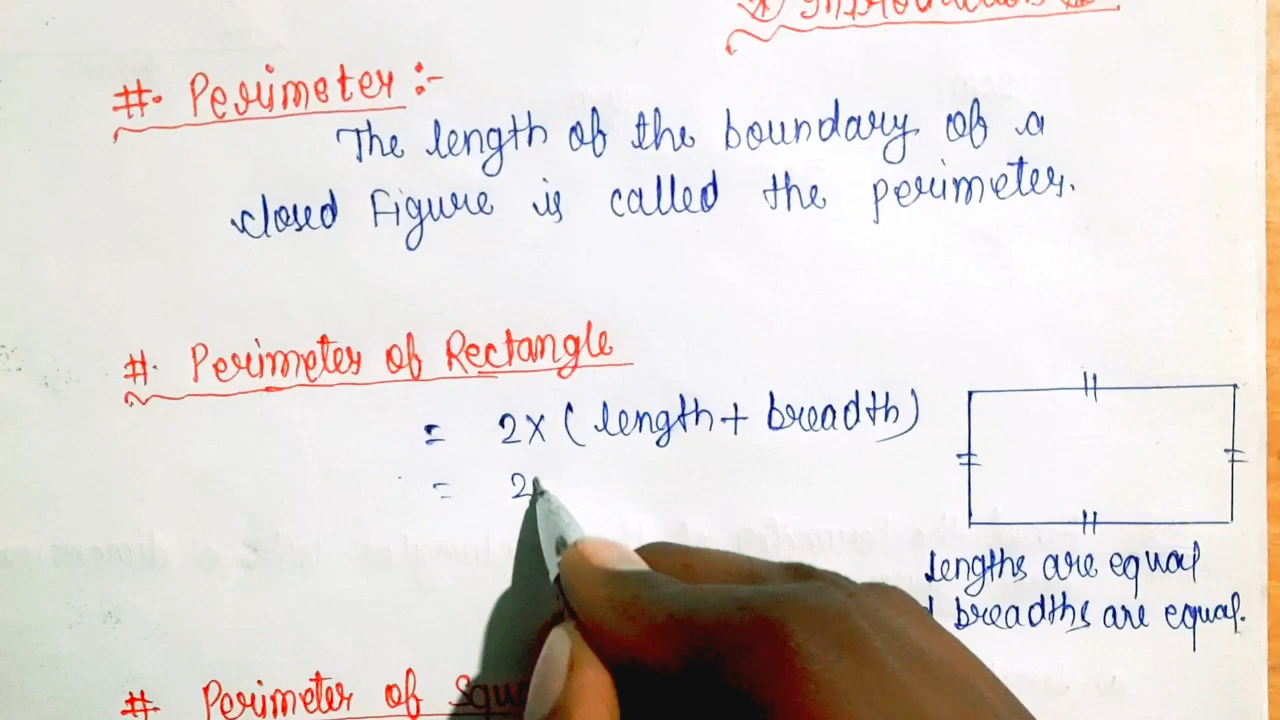 # Perimeter :-
The length of the boundary of a
closed Figure is called the perimeter.
# Perimeter of Rectangle
= 2x (length + breadth)
= 2
lengths are equal
breadths are equal.
# Perimeter of